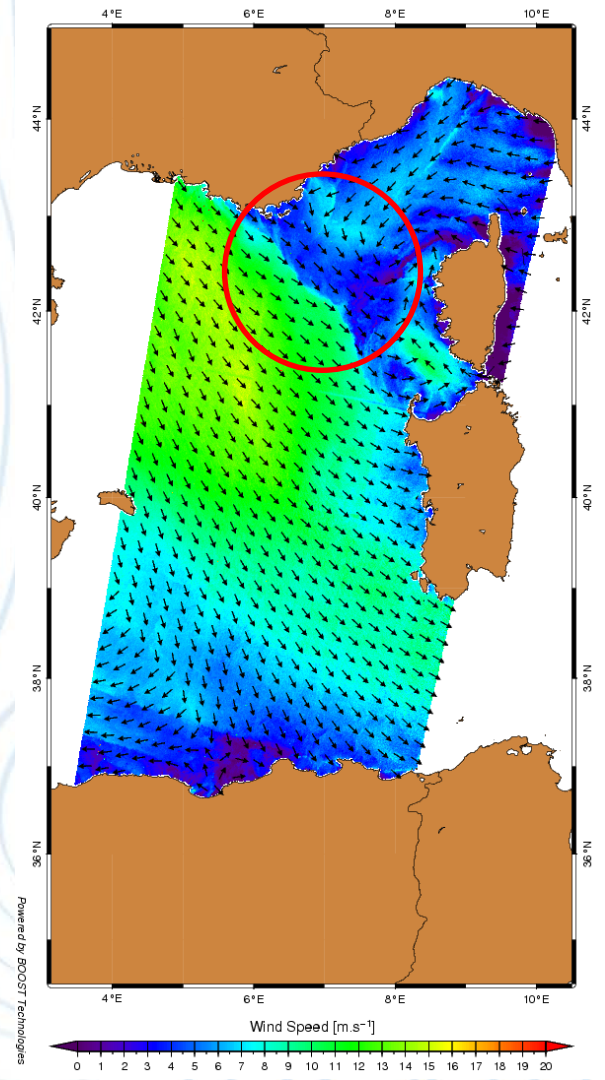 4°E 6°E 8°E 10°E
44°N 44°N
42°N 42°N
40°N 40°N
38°N 38°N
36°N 36°N
4°E 6°E 8°E 10°E
Powered by BOOST Technologies
Wind Speed [m.s⁻¹]
0 1 2 3 4 5 6 7 8 9 10 11 12 13 14 15 16 17 18 19 20